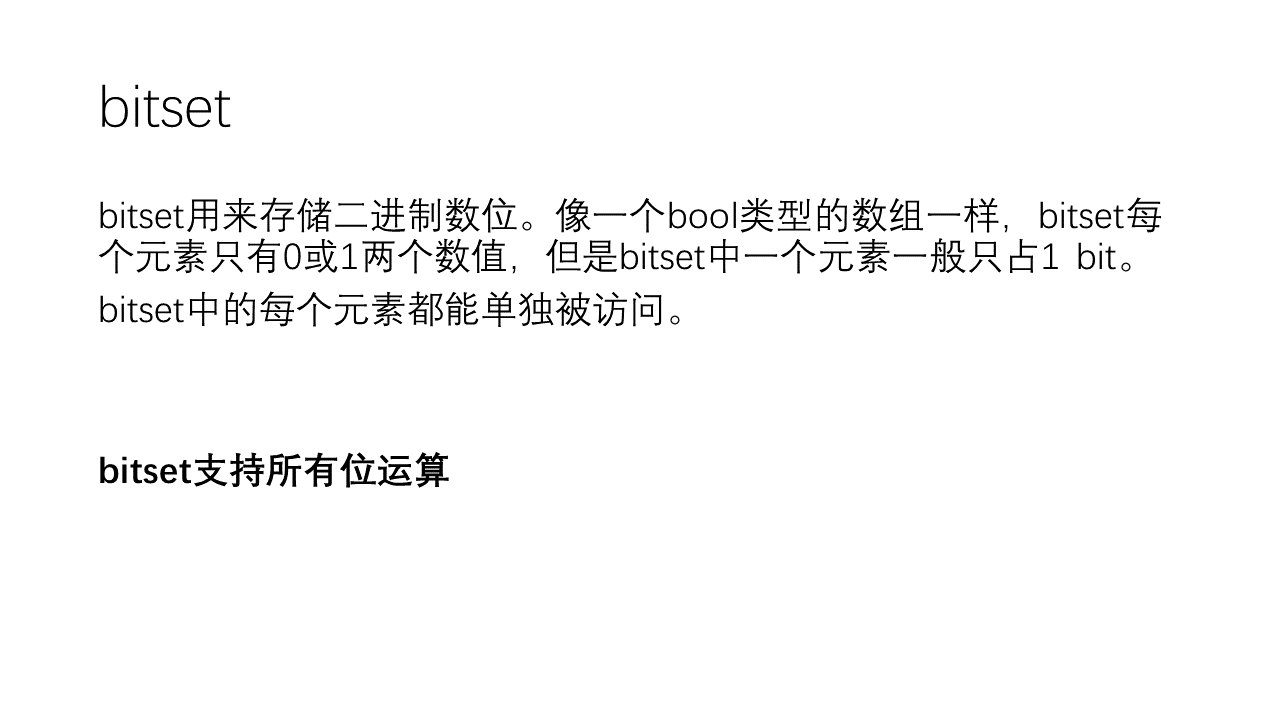 bitset
bitset用来存储二进制数位。像一个bool类型的数组一样，bitset每
个元素只有0或1两个数值，但是bitset中一个元素一般只占1 bit。
bitset中的每个元素都能单独被访问。
bitset支持所有位运算